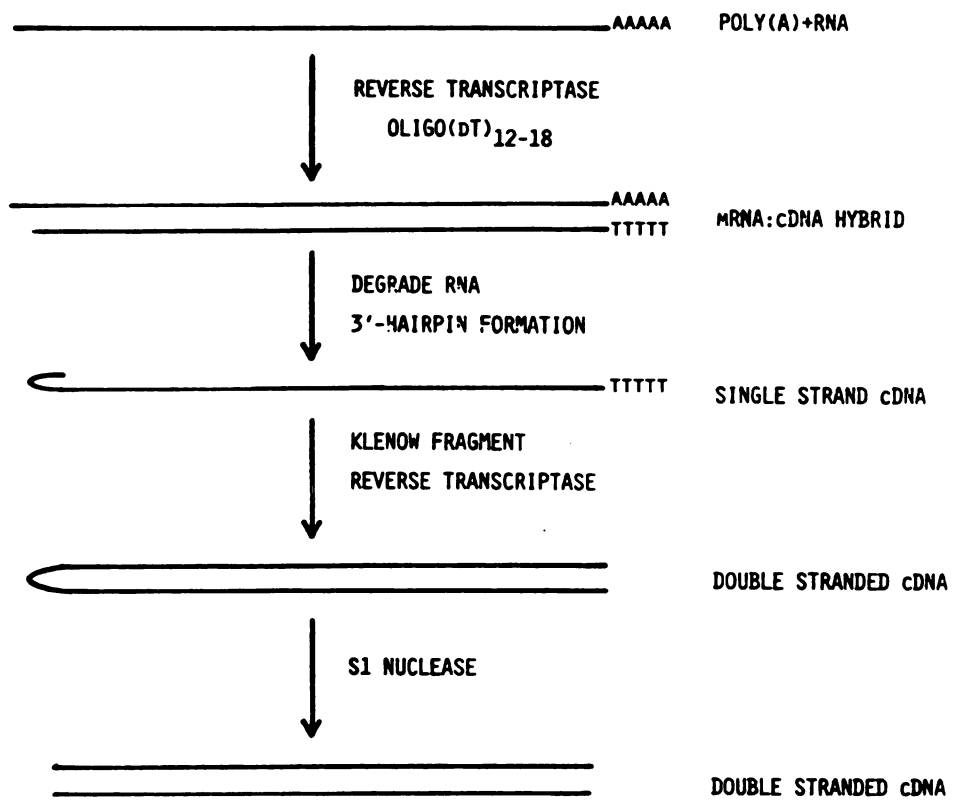 AAAAA POLY(A)+RNA
REVERSE TRANSCRIPTASE
OLIGO(DT)12-18
AAAAA
TTTTT
mRNA:cDNA HYBRID
DEGRADE RNA
3'-HAIRPIN FORMATION
TTTTT
SINGLE STRAND cDNA
KLENOW FRAGMENT
REVERSE TRANSCRIPTASE
DOUBLE STRANDED cDNA
S1 NUCLEASE
DOUBLE STRANDED cDNA